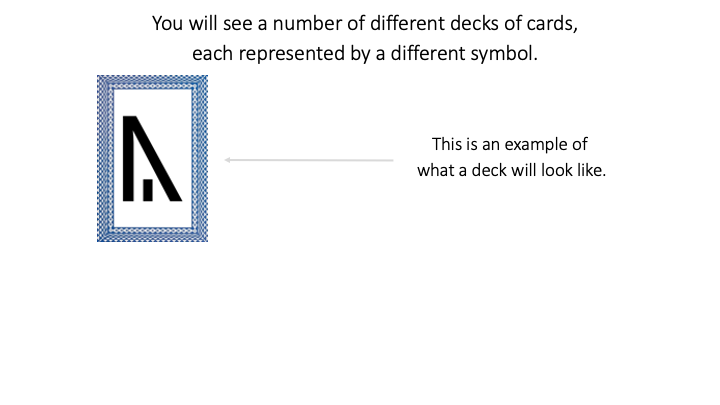 You will see a number of different decks of cards,
each represented by a different symbol.
This is an example of
what a deck will look like.